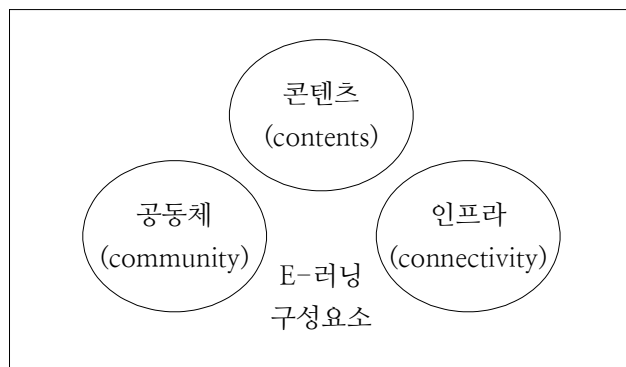 콘텐츠
(contents)
공동체
(community)
인프라
(connectivity)
E-러닝
구성요소